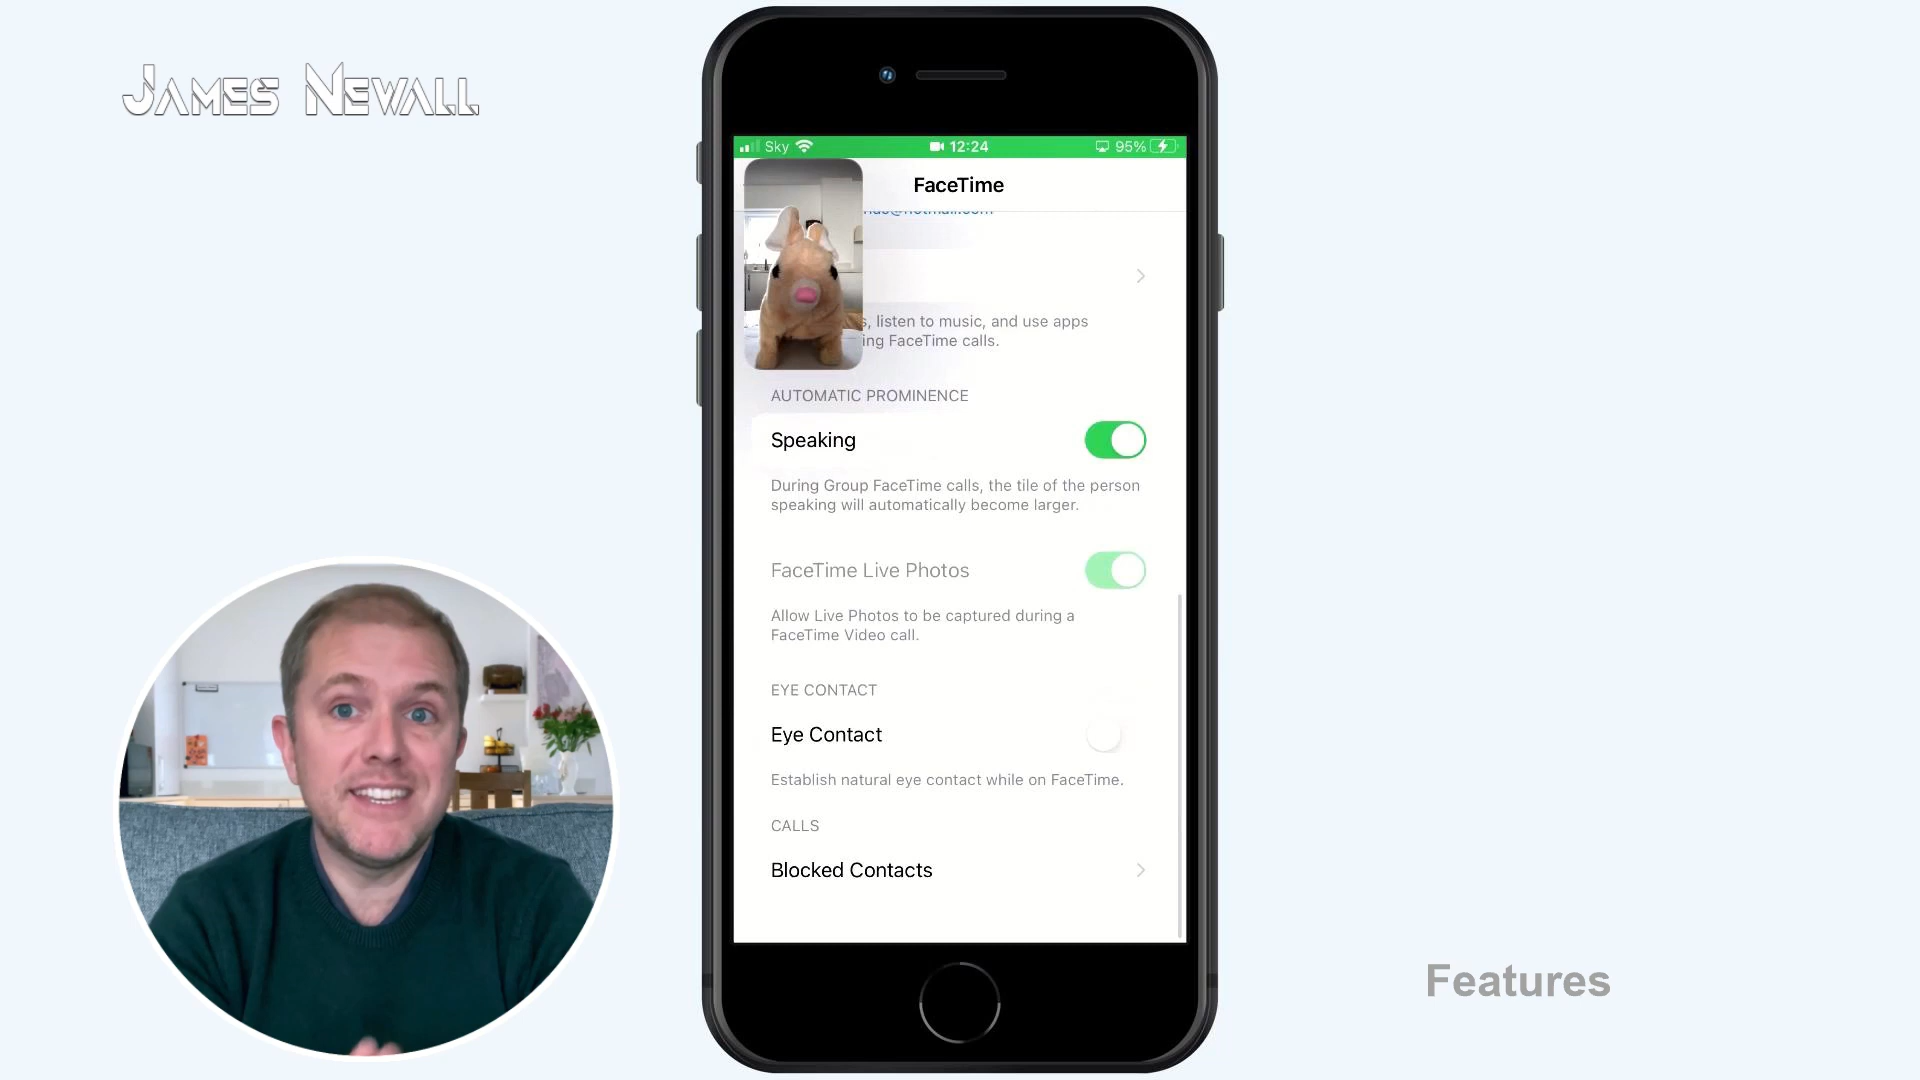 JAMES NEWALL
Sky 12:24 95%
FaceTime
listen to music, and use apps
FaceTime calls.
AUTOMATIC PROMINENCE
Speaking
During Group FaceTime calls, the tile of the person
speaking will automatically become larger.
FaceTime Live Photos
Allow Live Photos to be captured during a
FaceTime Video call.
EYE CONTACT
Eye Contact
Establish natural eye contact while on FaceTime.
CALLS
Blocked Contacts
Features